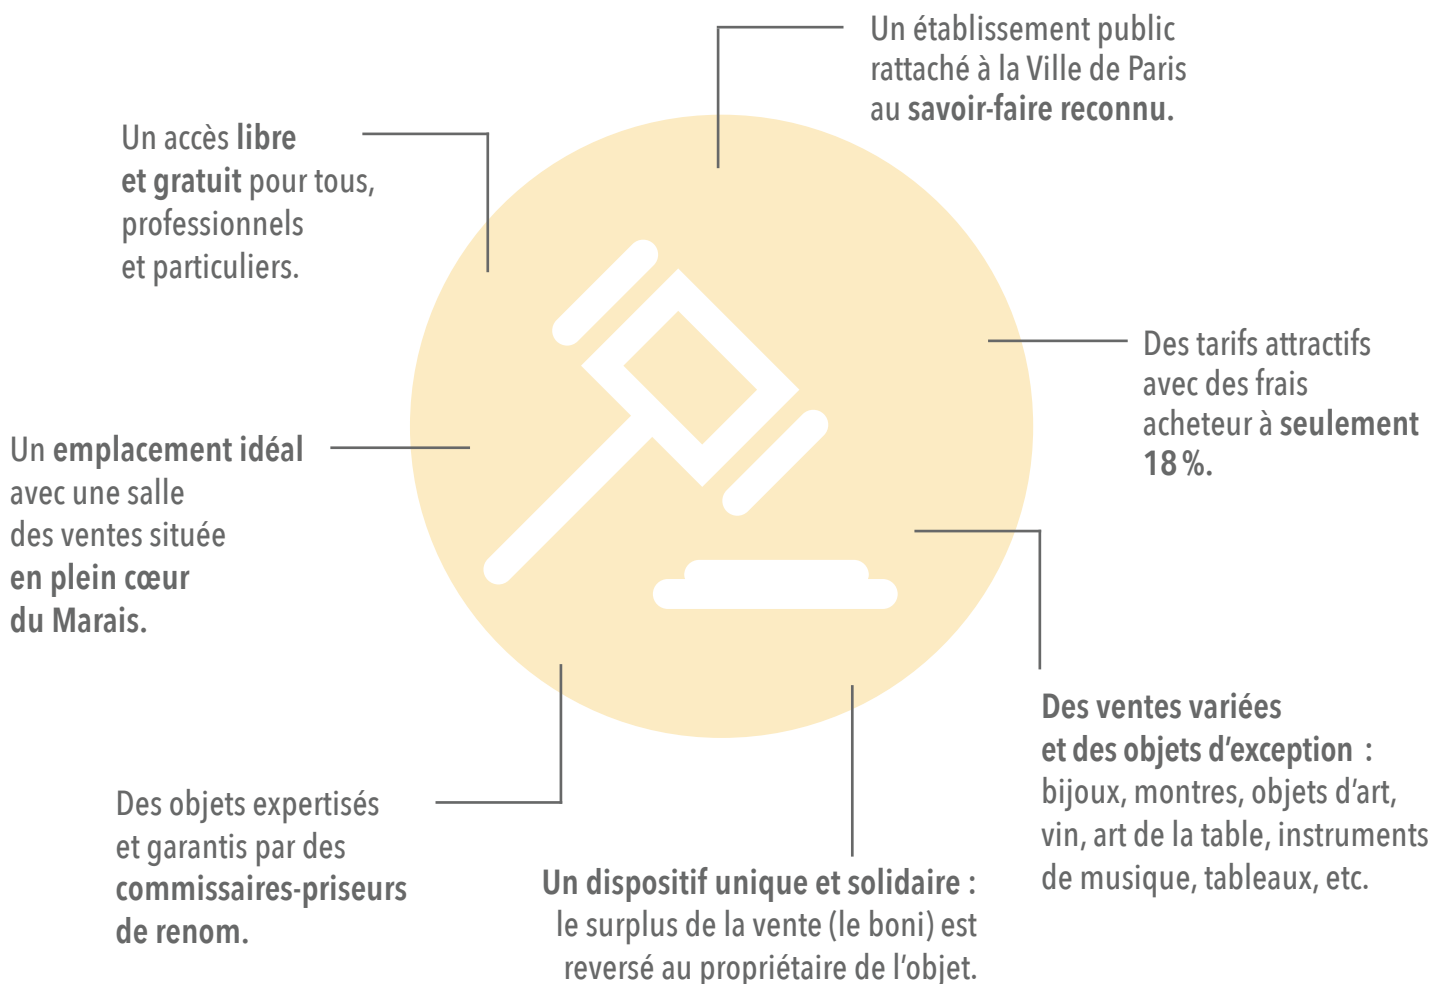 Un établissement public
rattaché à la Ville de Paris
au savoir-faire reconnu.
Un accès libre
et gratuit pour tous,
professionnels
et particuliers.
Des tarifs attractifs
avec des frais
acheteur à seulement
18 %.
Un emplacement idéal
avec une salle
des ventes située
en plein cœur
du Marais.
Des ventes variées
et des objets d’exception :
bijoux, montres, objets d’art,
vin, art de la table, instruments
de musique, tableaux, etc.
Des objets expertisés
et garantis par des
commissaires-priseurs
de renom.
Un dispositif unique et solidaire :
le surplus de la vente (le boni) est
reversé au propriétaire de l’objet.